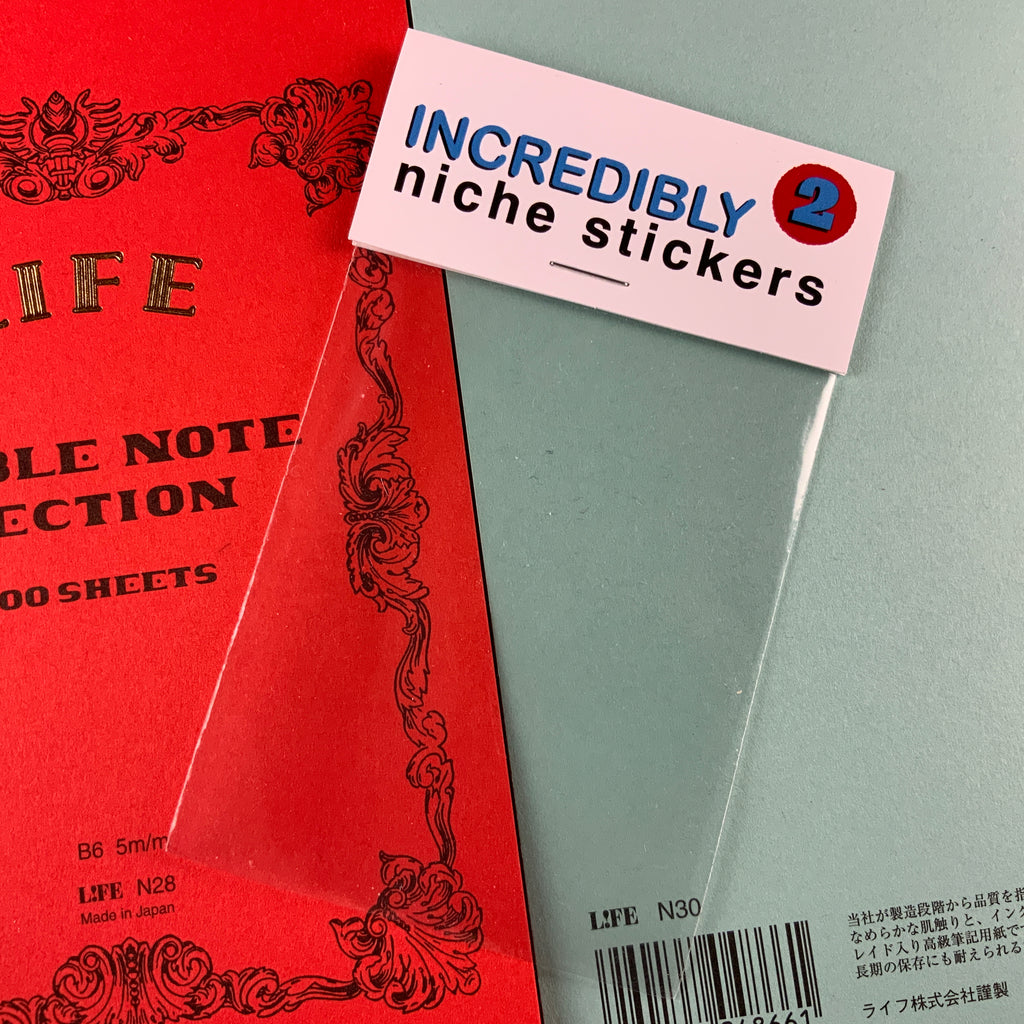 INCREDIBLY 2
niche stickers
LIFE
BLE NOTE
ECTION
00 SHEETS
B6 5m/m
L!FE N28
Made in Japan
L!FE N30
当社が製造段階から品質を指
なめらかな肌触りと、インク
レイド入り高級筆記用紙で
長期の保存にも耐えられる
ライフ株式会社謹製